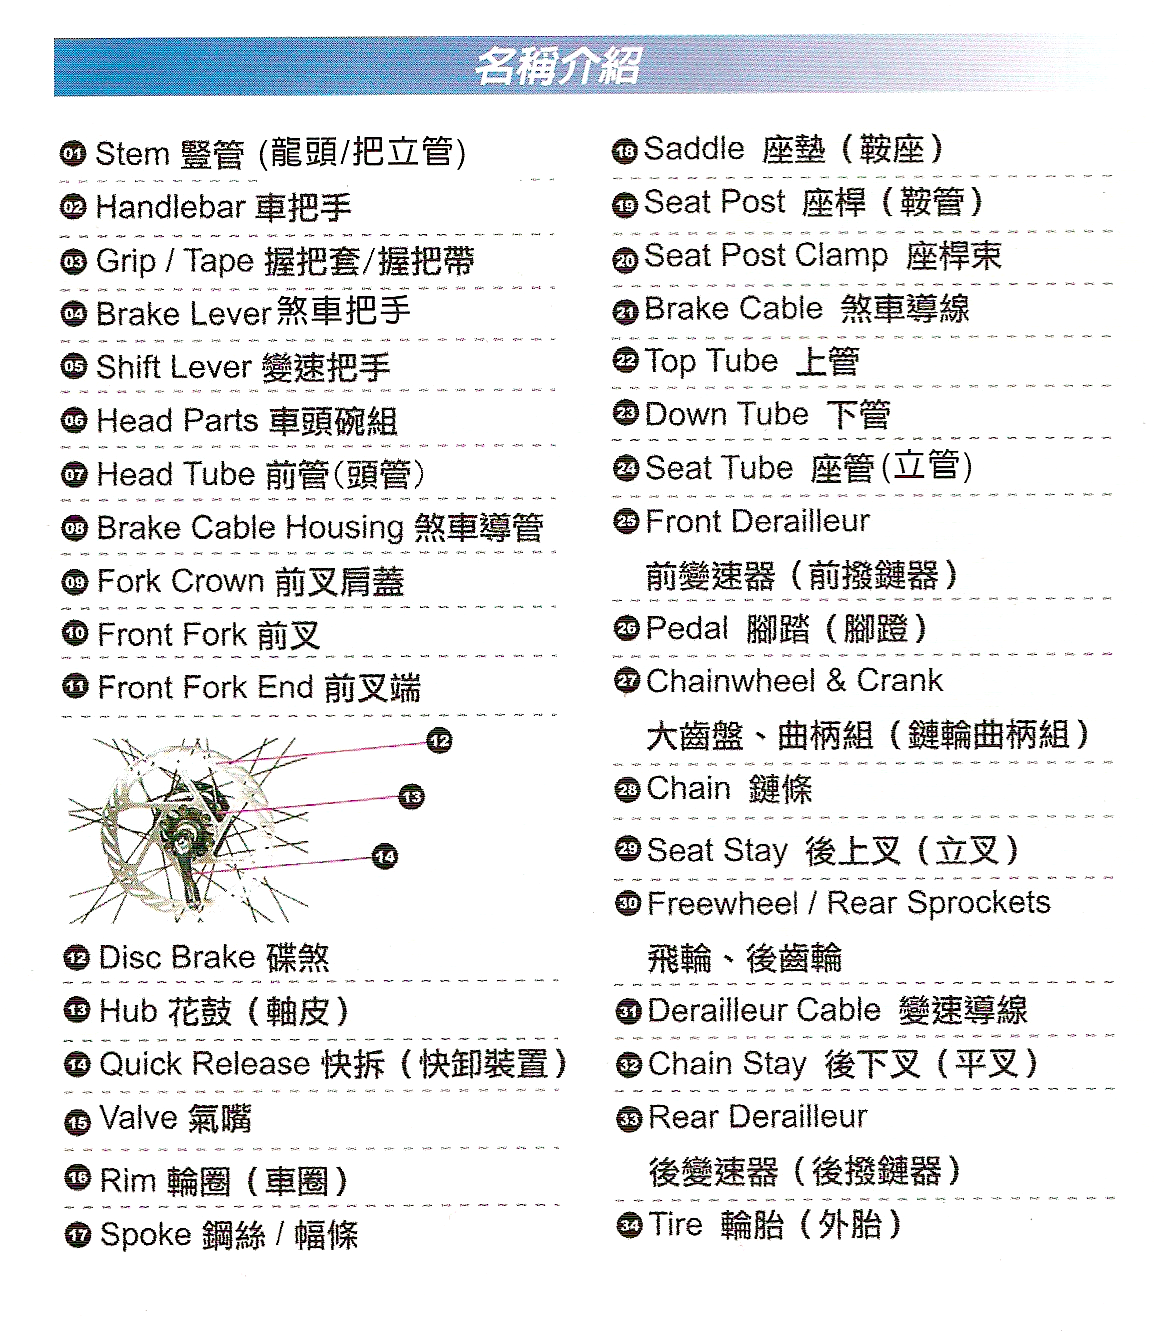 名稱介紹
01 Stem 豎管 (龍頭/把立管)
02 Handlebar 車把手
03 Grip / Tape 握把套/握把帶
04 Brake Lever 煞車把手
05 Shift Lever 變速把手
06 Head Parts 車頭碗組
07 Head Tube 前管(頭管)
08 Brake Cable Housing 煞車導管
09 Fork Crown 前叉肩蓋
10 Front Fork 前叉
11 Front Fork End 前叉端
12
13
14
12 Disc Brake 碟煞
13 Hub 花鼓(軸皮)
14 Quick Release 快拆(快卸裝置)
15 Valve 氣嘴
16 Rim 輪圈(車圈)
17 Spoke 鋼絲 / 幅條
18 Saddle 座墊(鞍座)
19 Seat Post 座桿(鞍管)
20 Seat Post Clamp 座桿束
21 Brake Cable 煞車導線
22 Top Tube 上管
23 Down Tube 下管
24 Seat Tube 座管(立管)
25 Front Derailleur
前變速器(前撥鏈器)
26 Pedal 腳踏(腳蹬)
27 Chainwheel & Crank
大齒盤、曲柄組(鏈輪曲柄組)
28 Chain 鏈條
29 Seat Stay 後上叉(立叉)
30 Freewheel / Rear Sprockets
飛輪、後齒輪
31 Derailleur Cable 變速導線
32 Chain Stay 後下叉(平叉)
33 Rear Derailleur
後變速器(後撥鏈器)
34 Tire 輪胎(外胎)